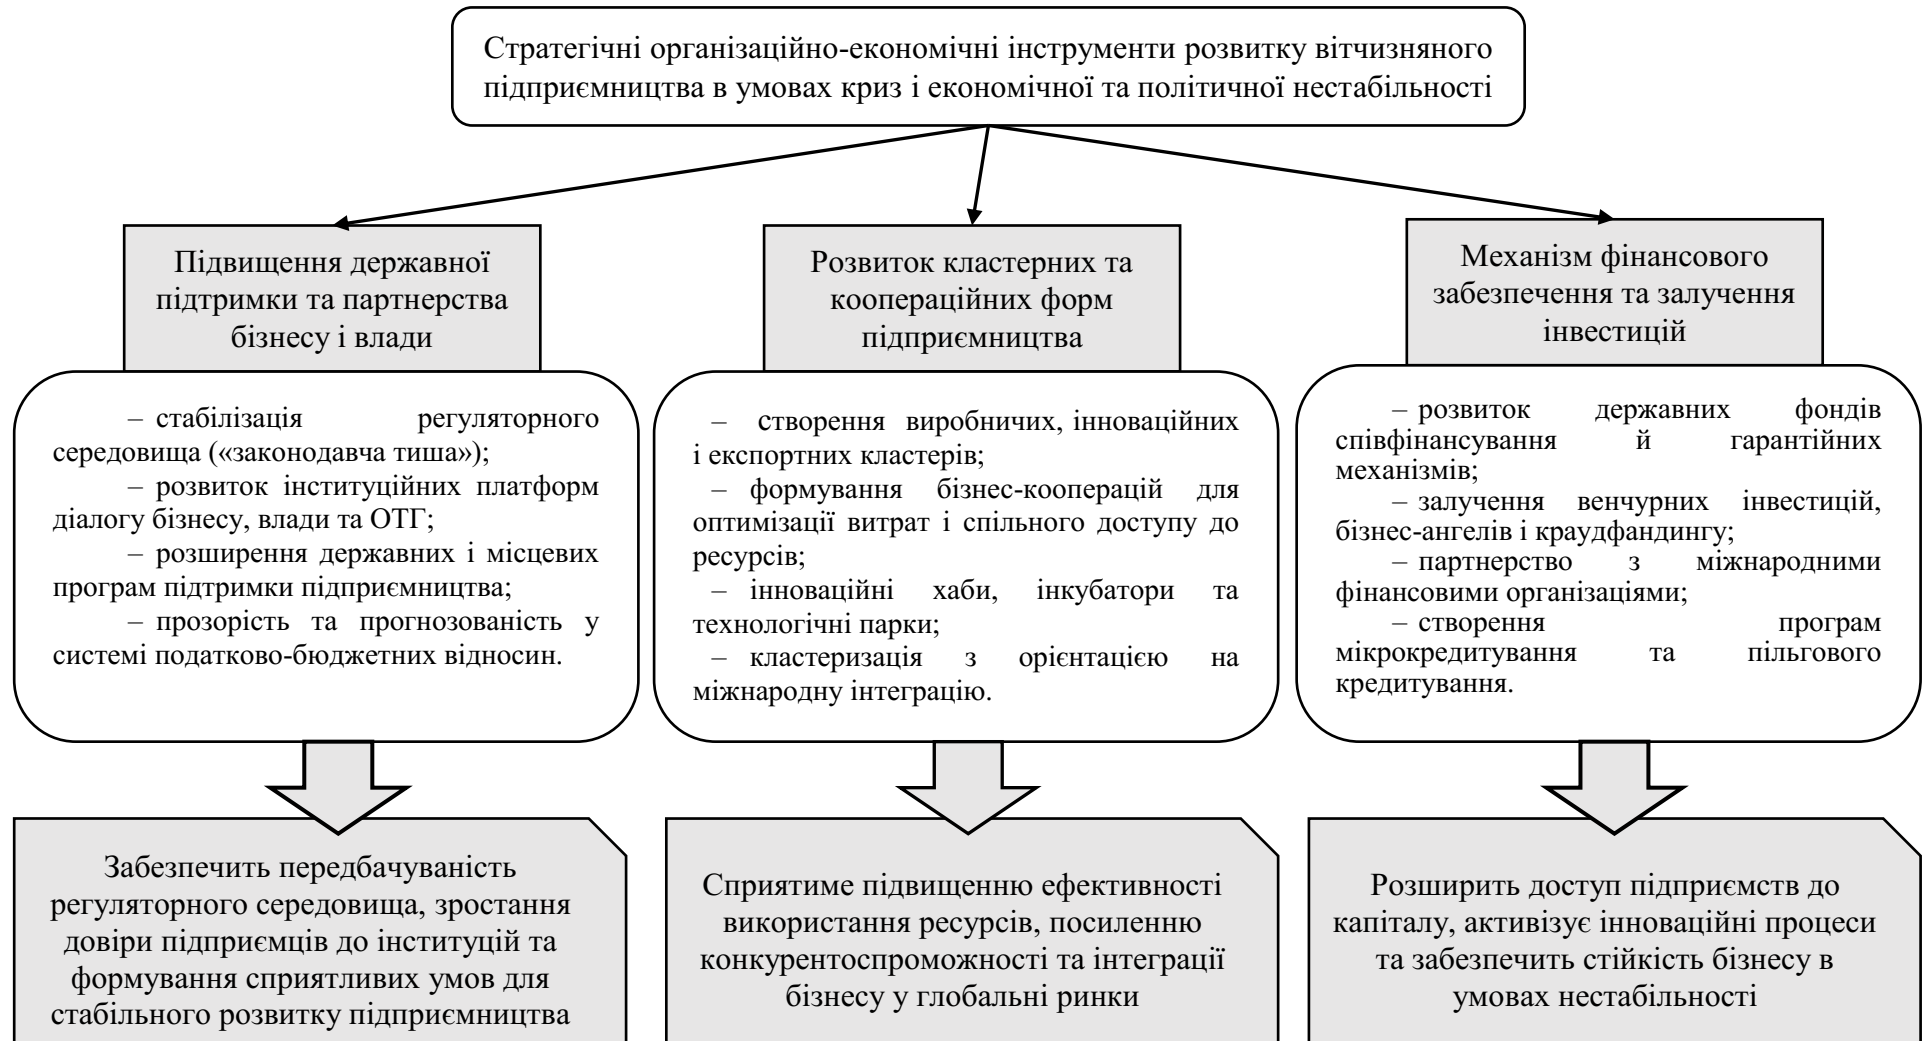 Стратегічні організаційно-економічні інструменти розвитку вітчизняного
підприємництва в умовах криз і економічної та політичної нестабільності
Підвищення державної
підтримки та партнерства
бізнесу і влади
– стабілізація регуляторного
середовища («законодавча тиша»);
– розвиток інституційних платформ
діалогу бізнесу, влади та ОТГ;
– розширення державних і місцевих
програм підтримки підприємництва;
– прозорість та прогнозованість у
системі податково-бюджетних відносин.
Забезпечить передбачуваність
регуляторного середовища, зростання
довіри підприємців до інституцій та
формування сприятливих умов для
стабільного розвитку підприємництва
Розвиток кластерних та
коопераційних форм
підприємництва
– створення виробничих, інноваційних
і експортних кластерів;
– формування бізнес-кооперацій для
оптимізації витрат і спільного доступу до
ресурсів;
– інноваційні хаби, інкубатори та
технологічні парки;
– кластеризація з орієнтацією на
міжнародну інтеграцію.
Сприятиме підвищенню ефективності
використання ресурсів, посиленню
конкурентоспроможності та інтеграції
бізнесу у глобальні ринки
Механізм фінансового
забезпечення та залучення
інвестицій
– розвиток державних фондів
співфінансування й гарантійних
механізмів;
– залучення венчурних інвестицій,
бізнес-ангелів і краудфандингу;
– партнерство з міжнародними
фінансовими організаціями;
– створення програм
мікрокредитування та пільгового
кредитування.
Розширить доступ підприємств до
капіталу, активізує інноваційні процеси
та забезпечить стійкість бізнесу в
умовах нестабільності